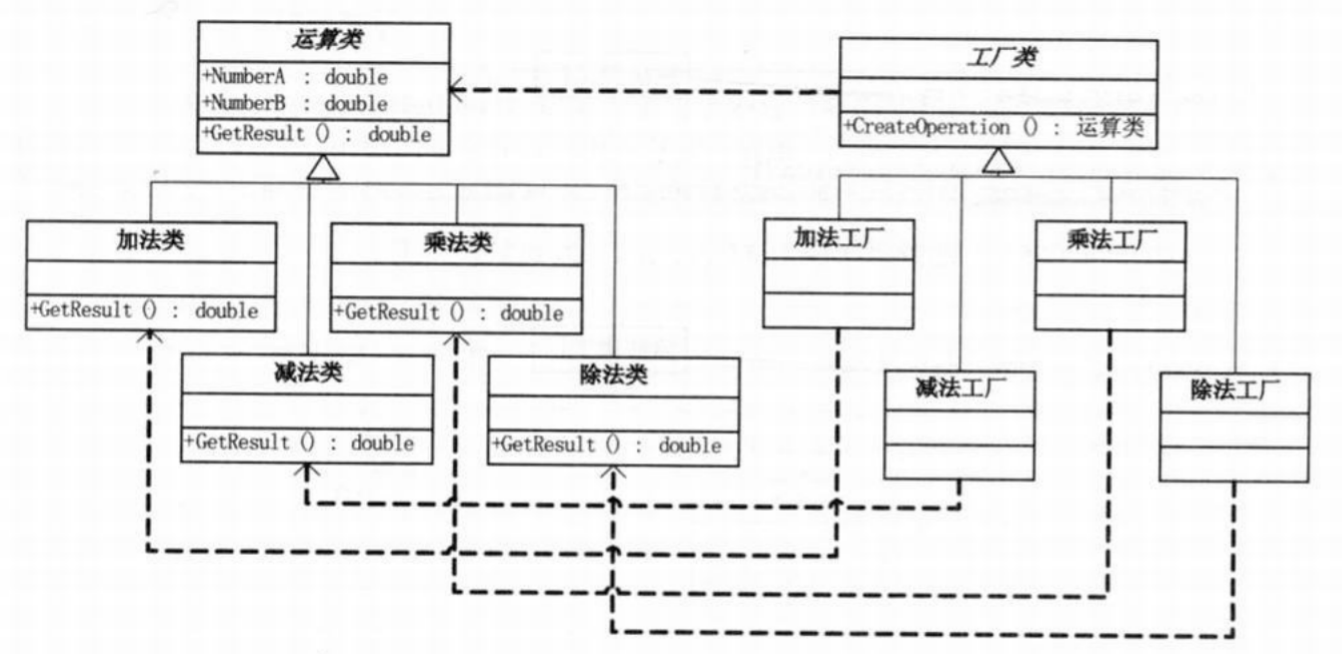 运算类
+NumberA : double
+NumberB : double
+GetResult () : double
工厂类
+CreateOperation () : 运算类
加法类
+GetResult () : double
乘法类
+GetResult () : double
减法类
+GetResult () : double
除法类
+GetResult () : double
加法工厂
乘法工厂
减法工厂
除法工厂